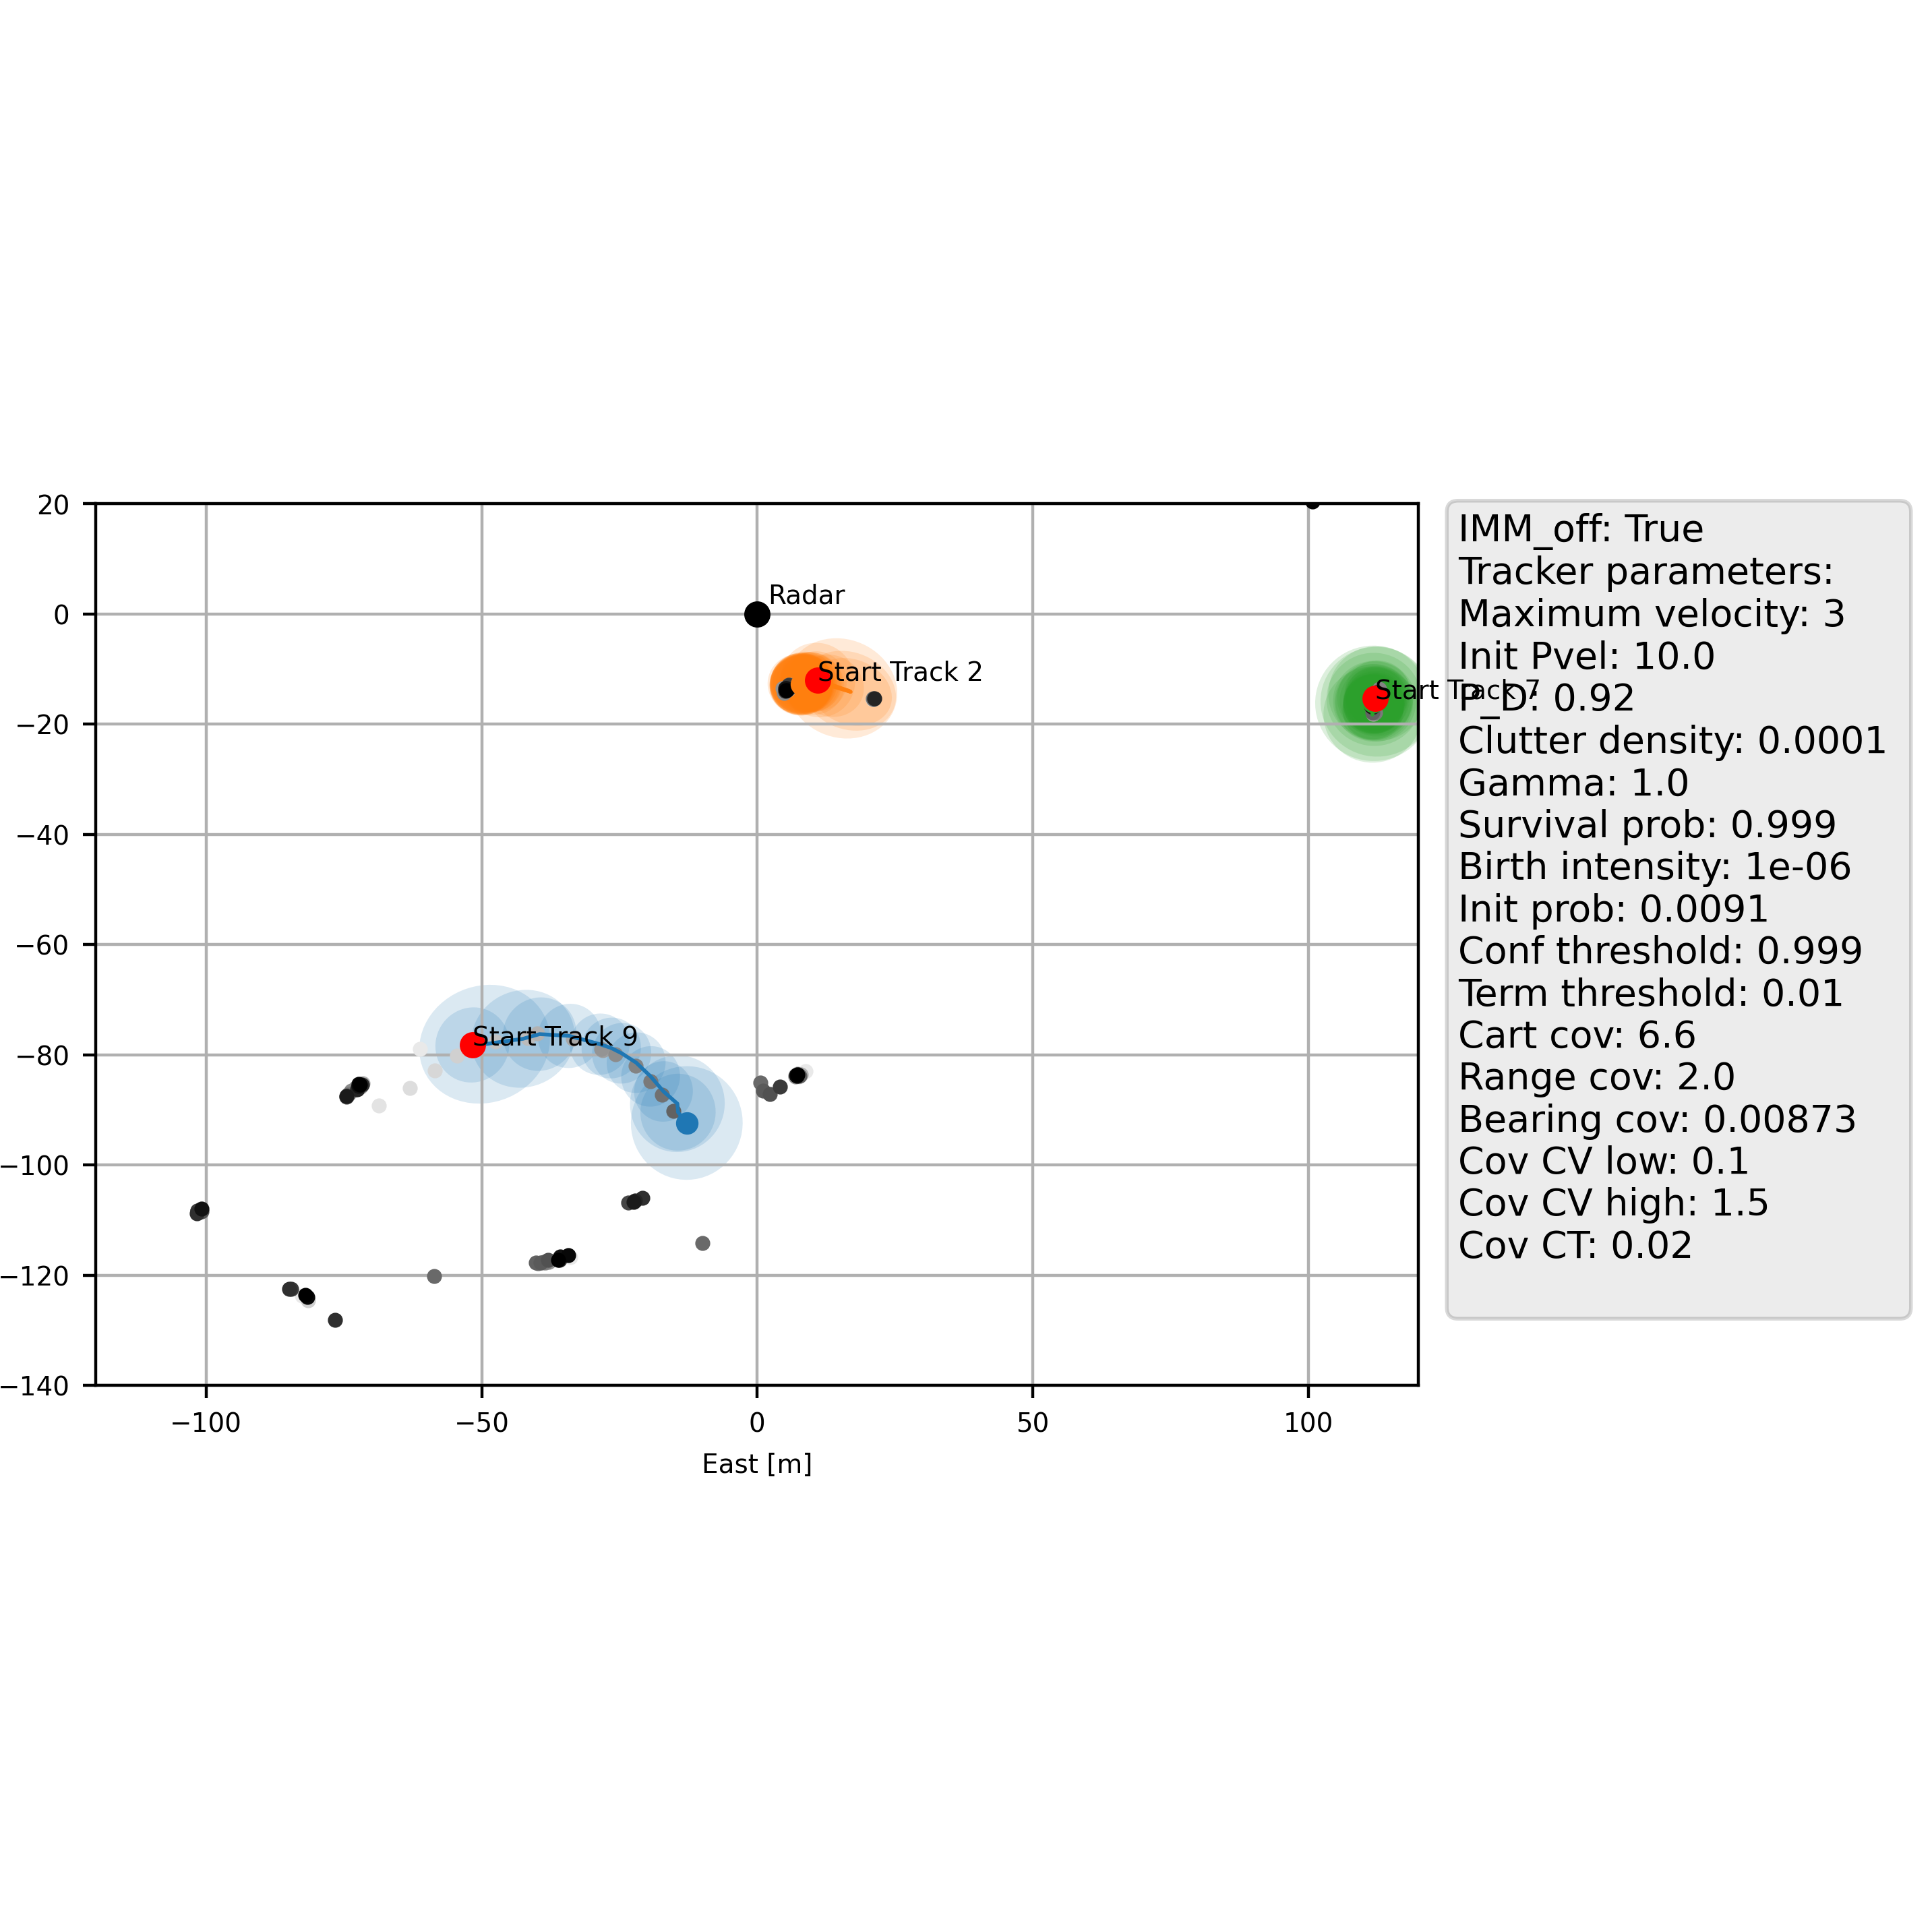 20
0
−20
−40
−60
−80
−100
−120
−140
−100
−50
0
50
100
East [m]
Radar
Start Track 2
Start Track 7
Start Track 9
IMM_off: True
Tracker parameters:
Maximum velocity: 3
Init Pvel: 10.0
P_D: 0.92
Clutter density: 0.0001
Gamma: 1.0
Survival prob: 0.999
Birth intensity: 1e-06
Init prob: 0.0091
Conf threshold: 0.999
Term threshold: 0.01
Cart cov: 6.6
Range cov: 2.0
Bearing cov: 0.00873
Cov CV low: 0.1
Cov CV high: 1.5
Cov CT: 0.02